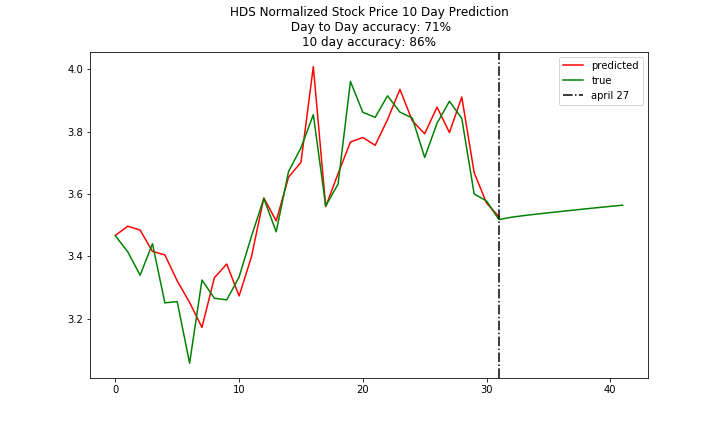 HDS Normalized Stock Price 10 Day Prediction
Day to Day accuracy: 71%
10 day accuracy: 86%
predicted
true
april 27
4.0
3.8
3.6
3.4
3.2
0 10 20 30 40